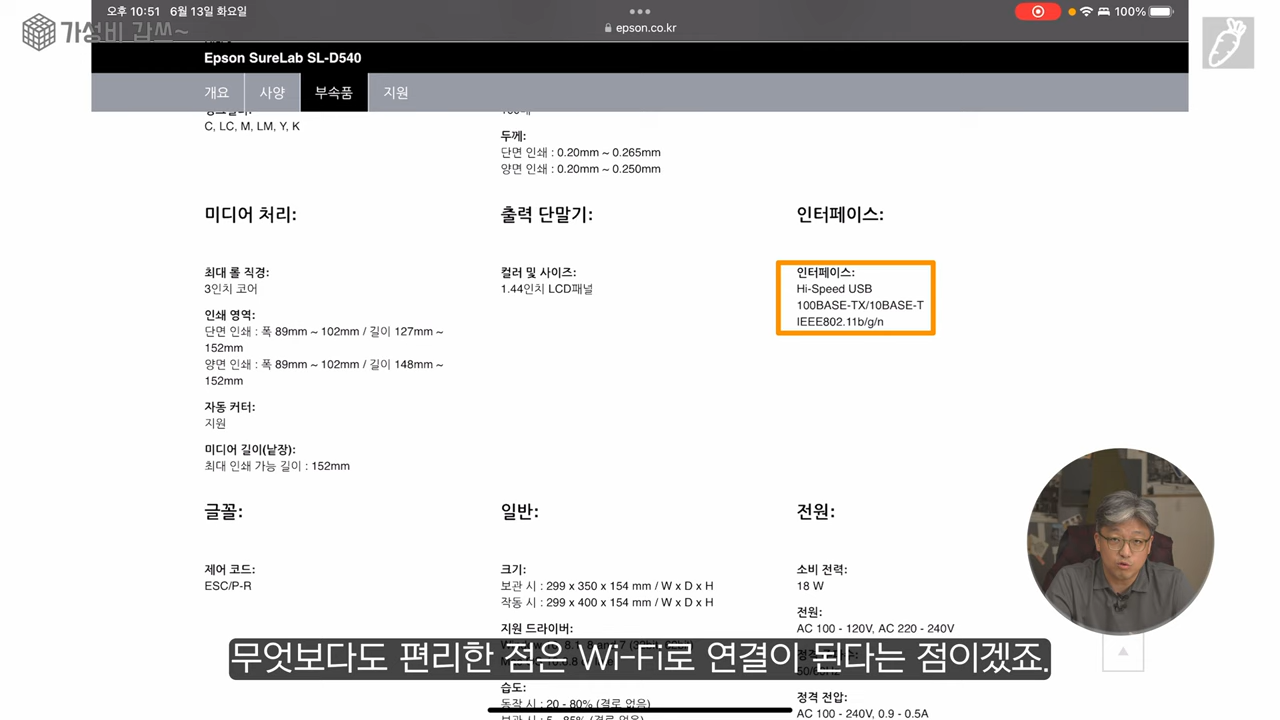 오후 10:51 6월 13일 화요일
100%
가성비 갑쓰~
epson.co.kr
Epson SureLab SL-D540
개요
사양
부속품
지원
C, LC, M, LM, Y, K
두께:
단면 인쇄 : 0.20mm ~ 0.265mm
양면 인쇄 : 0.20mm ~ 0.250mm
미디어 처리:
최대 롤 직경:
3인치 코어
인쇄 영역:
단면 인쇄 : 폭 89mm ~ 102mm / 길이 127mm ~
152mm
양면 인쇄 : 폭 89mm ~ 102mm / 길이 148mm ~
152mm
자동 커터:
지원
미디어 길이(낱장):
최대 인쇄 가능 길이 : 152mm
출력 단말기:
컬러 및 사이즈:
1.44인치 LCD패널
인터페이스:
인터페이스:
Hi-Speed USB
100BASE-TX/10BASE-T
IEEE802.11b/g/n
글꼴:
제어 코드:
ESC/P-R
일반:
크기:
보관 시 : 299 x 350 x 154 mm / W x D x H
작동 시 : 299 x 400 x 154 mm / W x D x H
지원 드라이버:
습도:
동작 시 : 20 - 80% (결로 없음)
전원:
소비 전력:
18 W
전원:
AC 100 - 120V, AC 220 - 240V
정격 전압:
AC 100 - 240V, 0.9 - 0.5A
무엇보다도 편리한 점은 Wi-Fi로 연결이 된다는 점이겠죠.